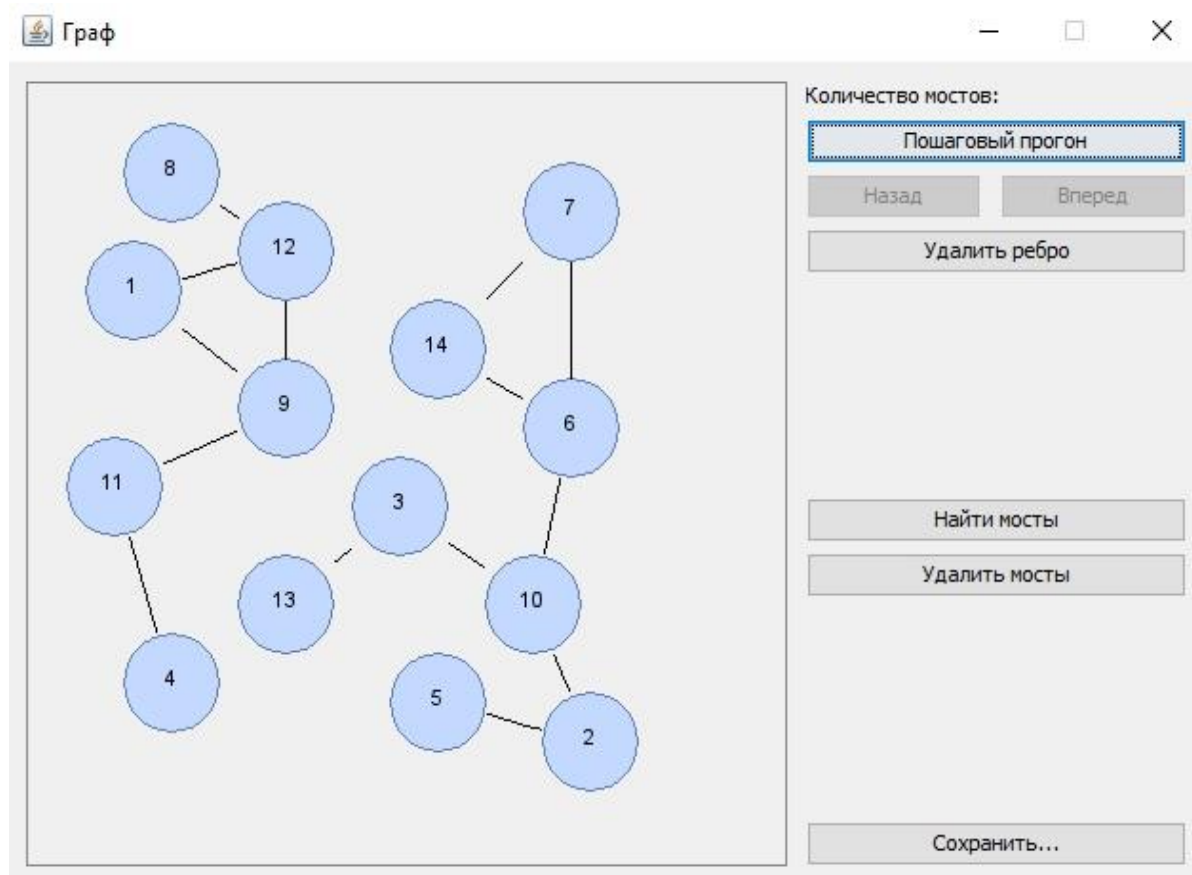 Граф
Количество мостов:
Пошаговый прогон
Назад
Вперед
Удалить ребро
Найти мосты
Удалить мосты
Сохранить...
8
7
12
1
14
9
6
11
3
13
10
4
5
2